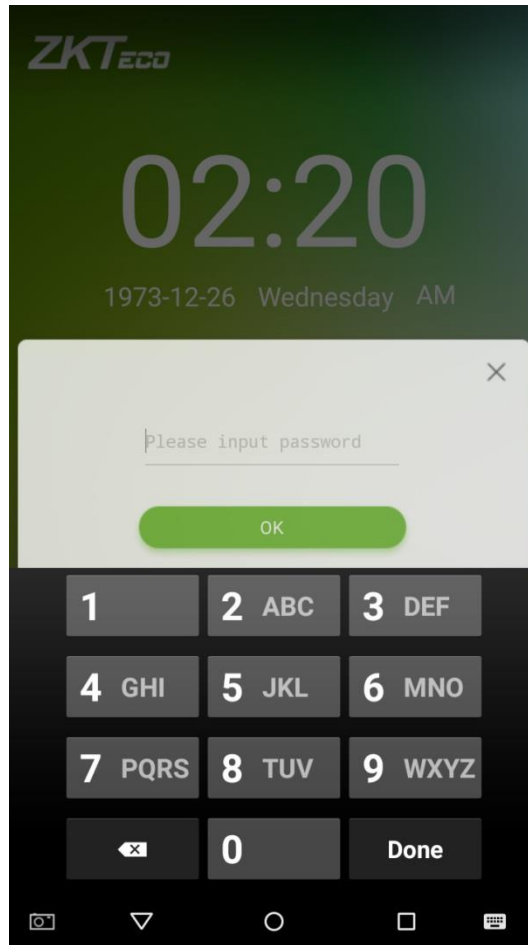 ZKTECO
02:20
1973-12-26 Wednesday AM
Please input password
OK
1 2 ABC 3 DEF
4 GHI 5 JKL 6 MNO
7 PQRS 8 TUV 9 WXYZ
0 Done